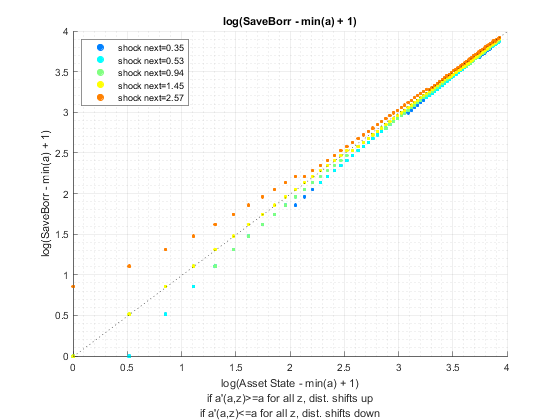 log(SaveBorr - min(a) + 1)
shock next=0.35
shock next=0.53
shock next=0.94
shock next=1.45
shock next=2.57
log(SaveBorr - min(a) + 1)
4
3.5
3
2.5
2
1.5
1
0.5
0
0 0.5 1 1.5 2 2.5 3 3.5 4
log(Asset State - min(a) + 1)
if a'(a,z)>=a for all z, dist. shifts up
if a'(a,z)<=a for all z, dist. shifts down